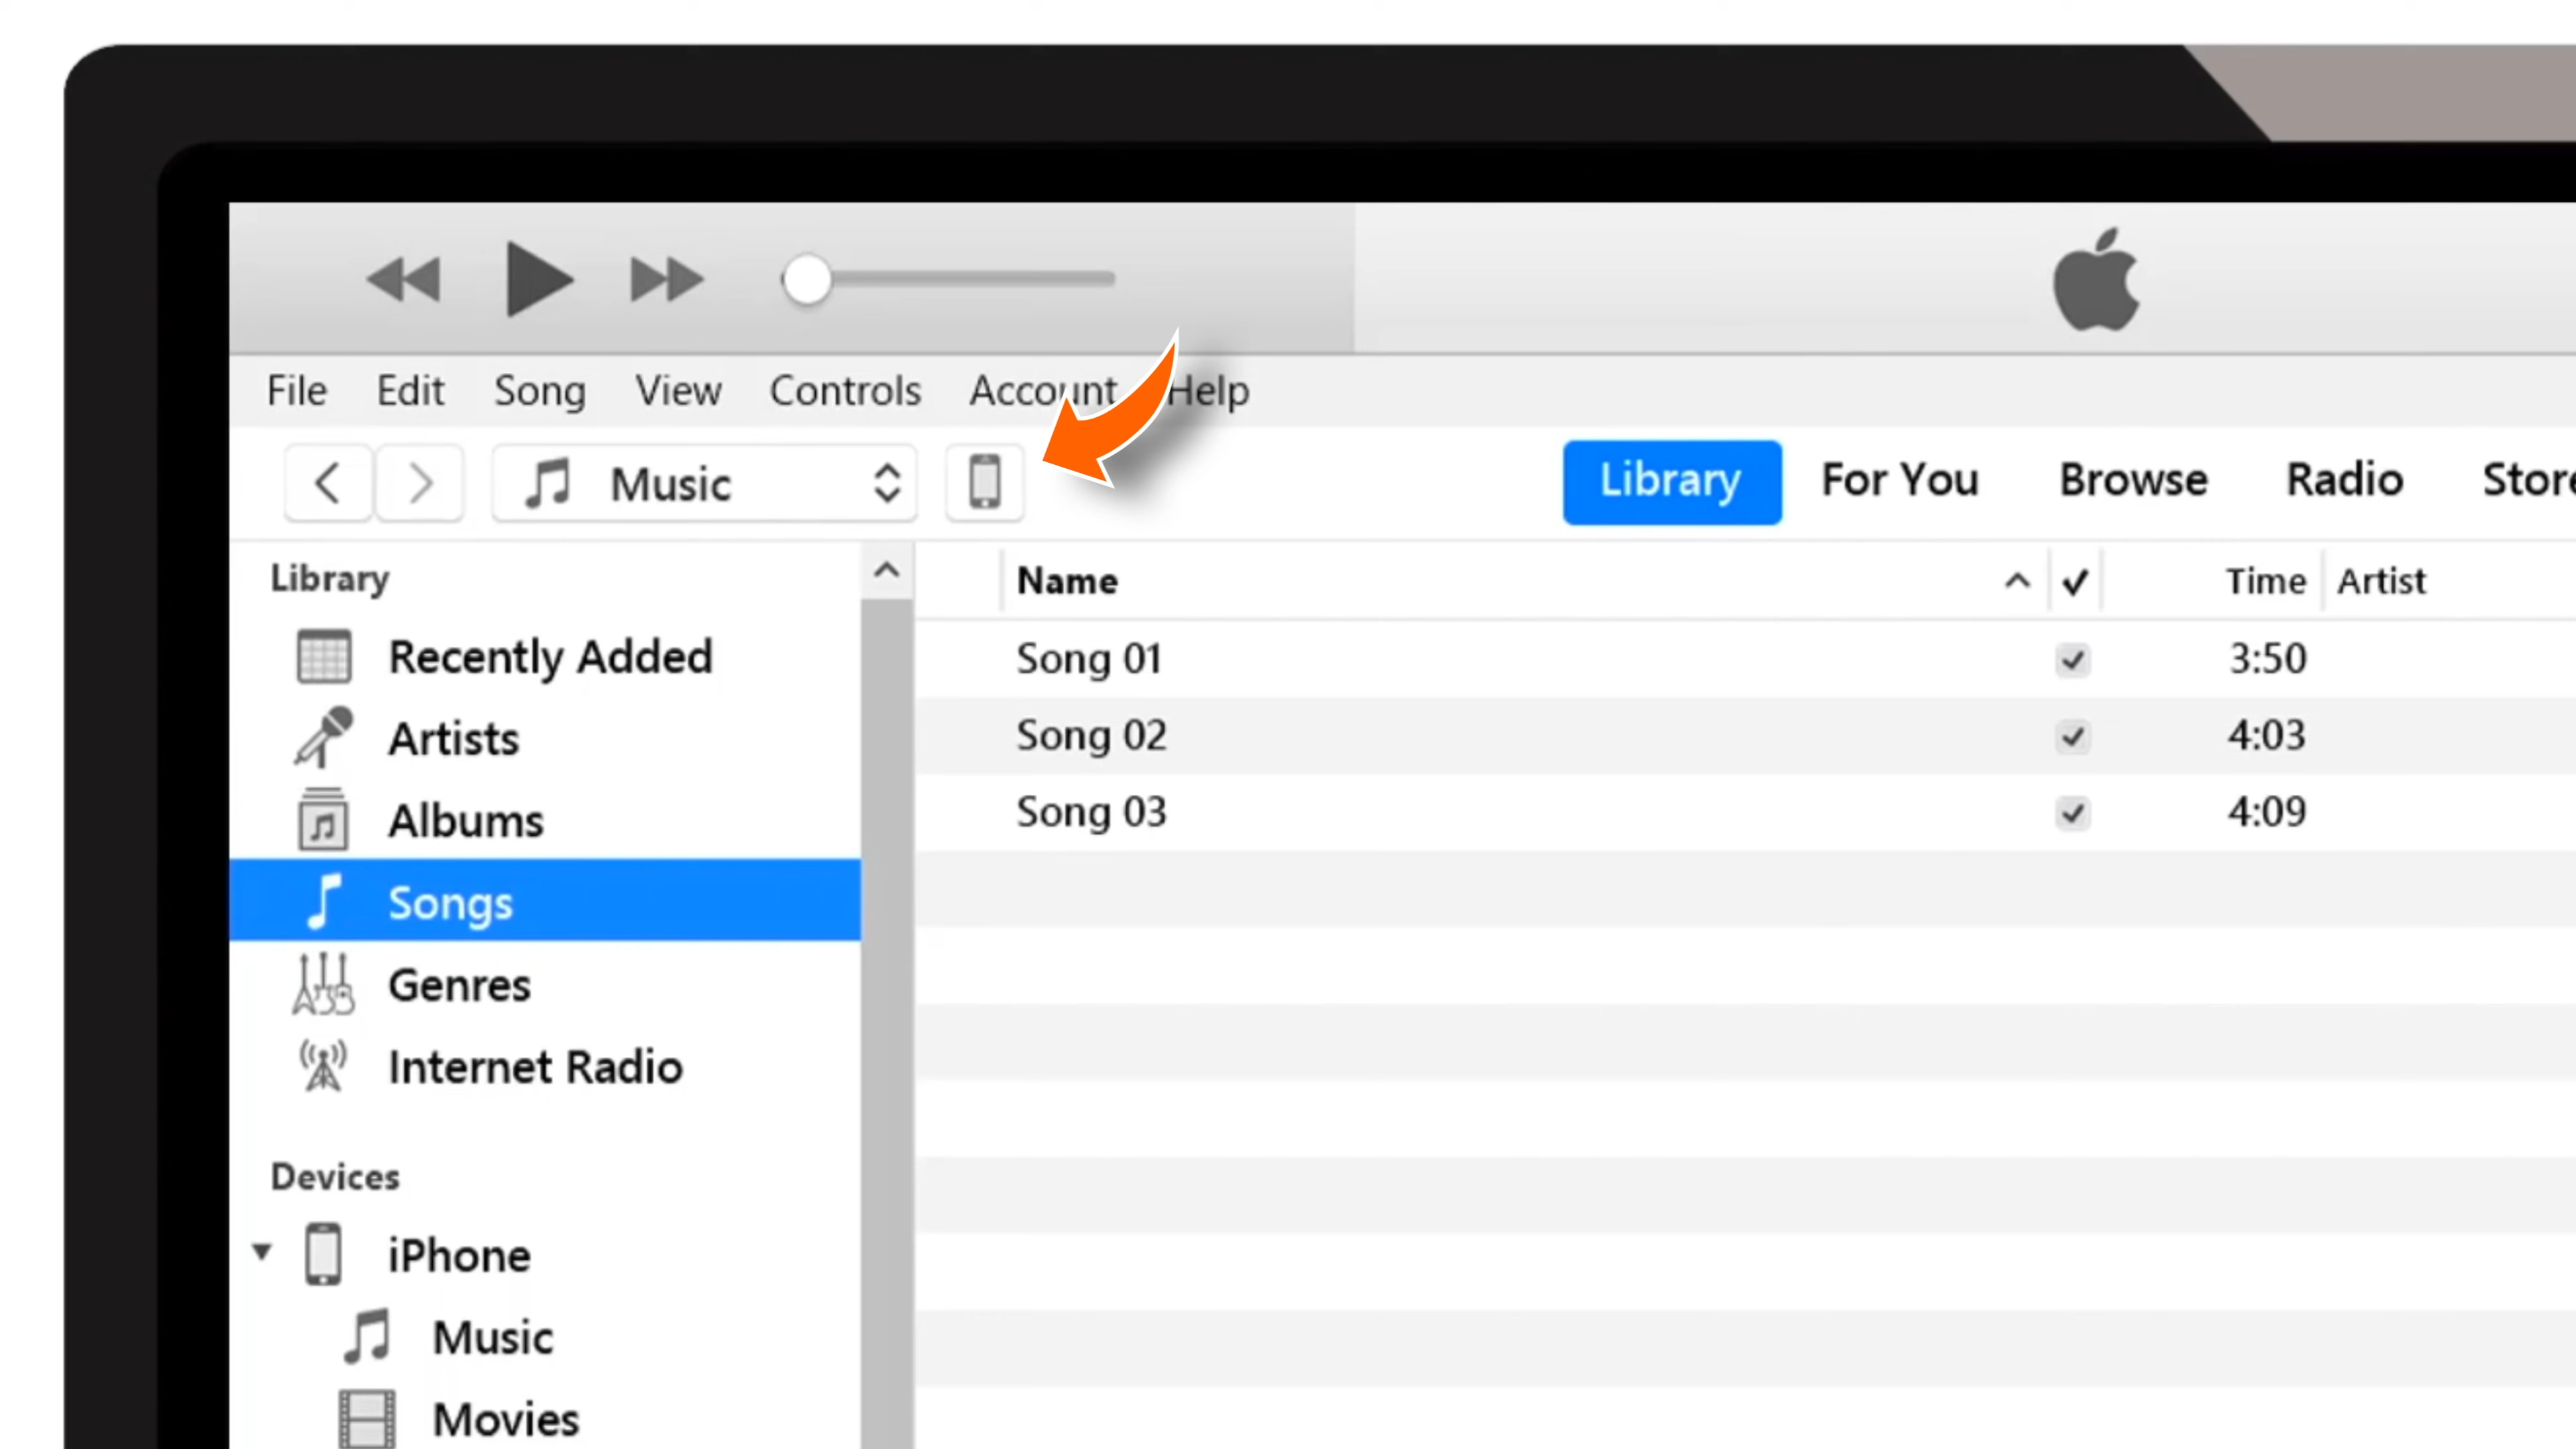 File Edit Song View Controls Account Help
Music
Library For You Browse Radio Store
Library
Name Time Artist
Recently Added
Song 01 3:50
Artists
Song 02 4:03
Albums
Song 03 4:09
Songs
Genres
Internet Radio
Devices
iPhone
Music
Movies